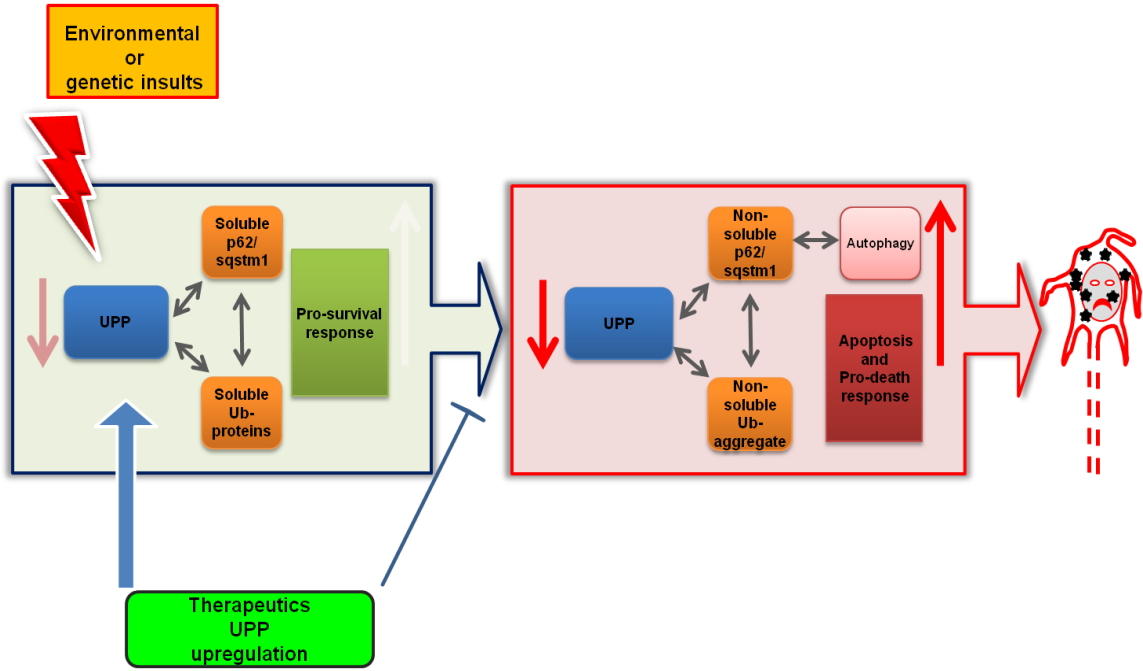 Environmental
or
genetic insults
Soluble
p62/
sqstm1
UPP
Pro-survival
response
Soluble
Ub-
proteins
Non-
soluble
p62/
sqstm1
Autophagy
UPP
Apoptosis
and
Pro-death
response
Non-
soluble
Ub-
aggregate
Therapeutics
UPP
upregulation